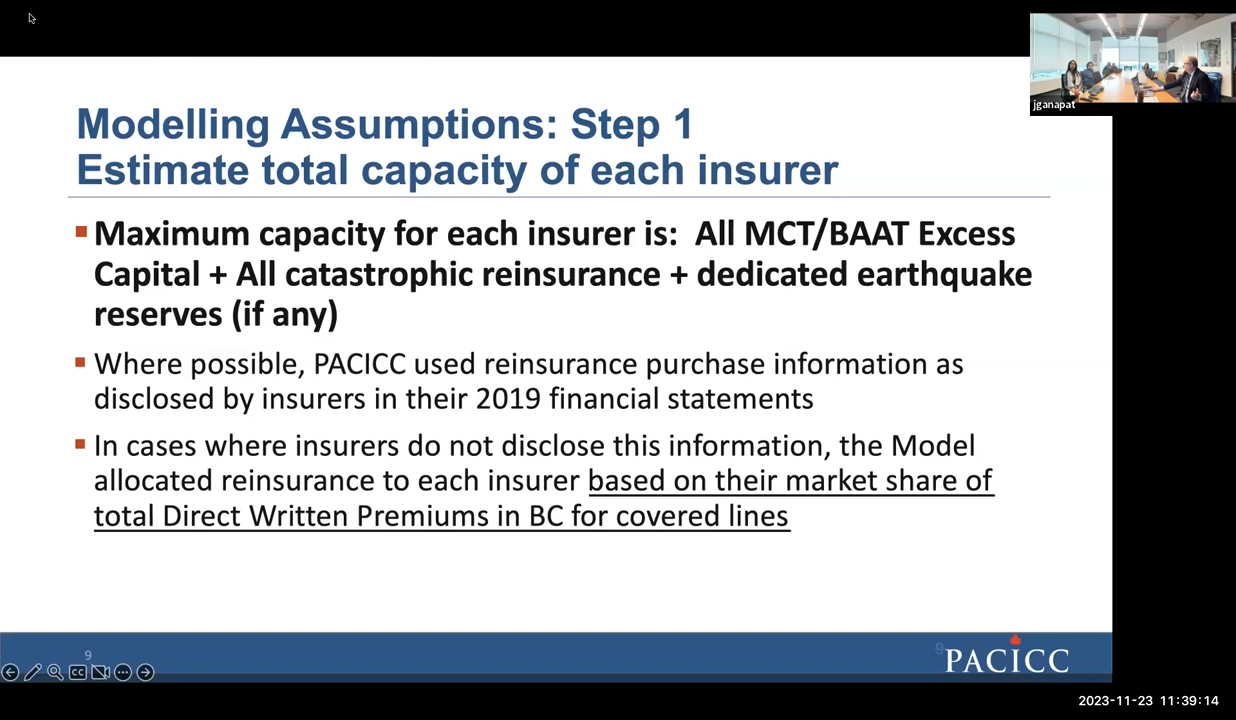 jganapat
Modelling Assumptions: Step 1
Estimate total capacity of each insurer
Maximum capacity for each insurer is: All MCT/BAAT Excess
Capital + All catastrophic reinsurance + dedicated earthquake
reserves (if any)
Where possible, PACICC used reinsurance purchase information as
disclosed by insurers in their 2019 financial statements
In cases where insurers do not disclose this information, the Model
allocated reinsurance to each insurer based on their market share of
total Direct Written Premiums in BC for covered lines
9
9
PACICC
CC
2023-11-23 11:39:14